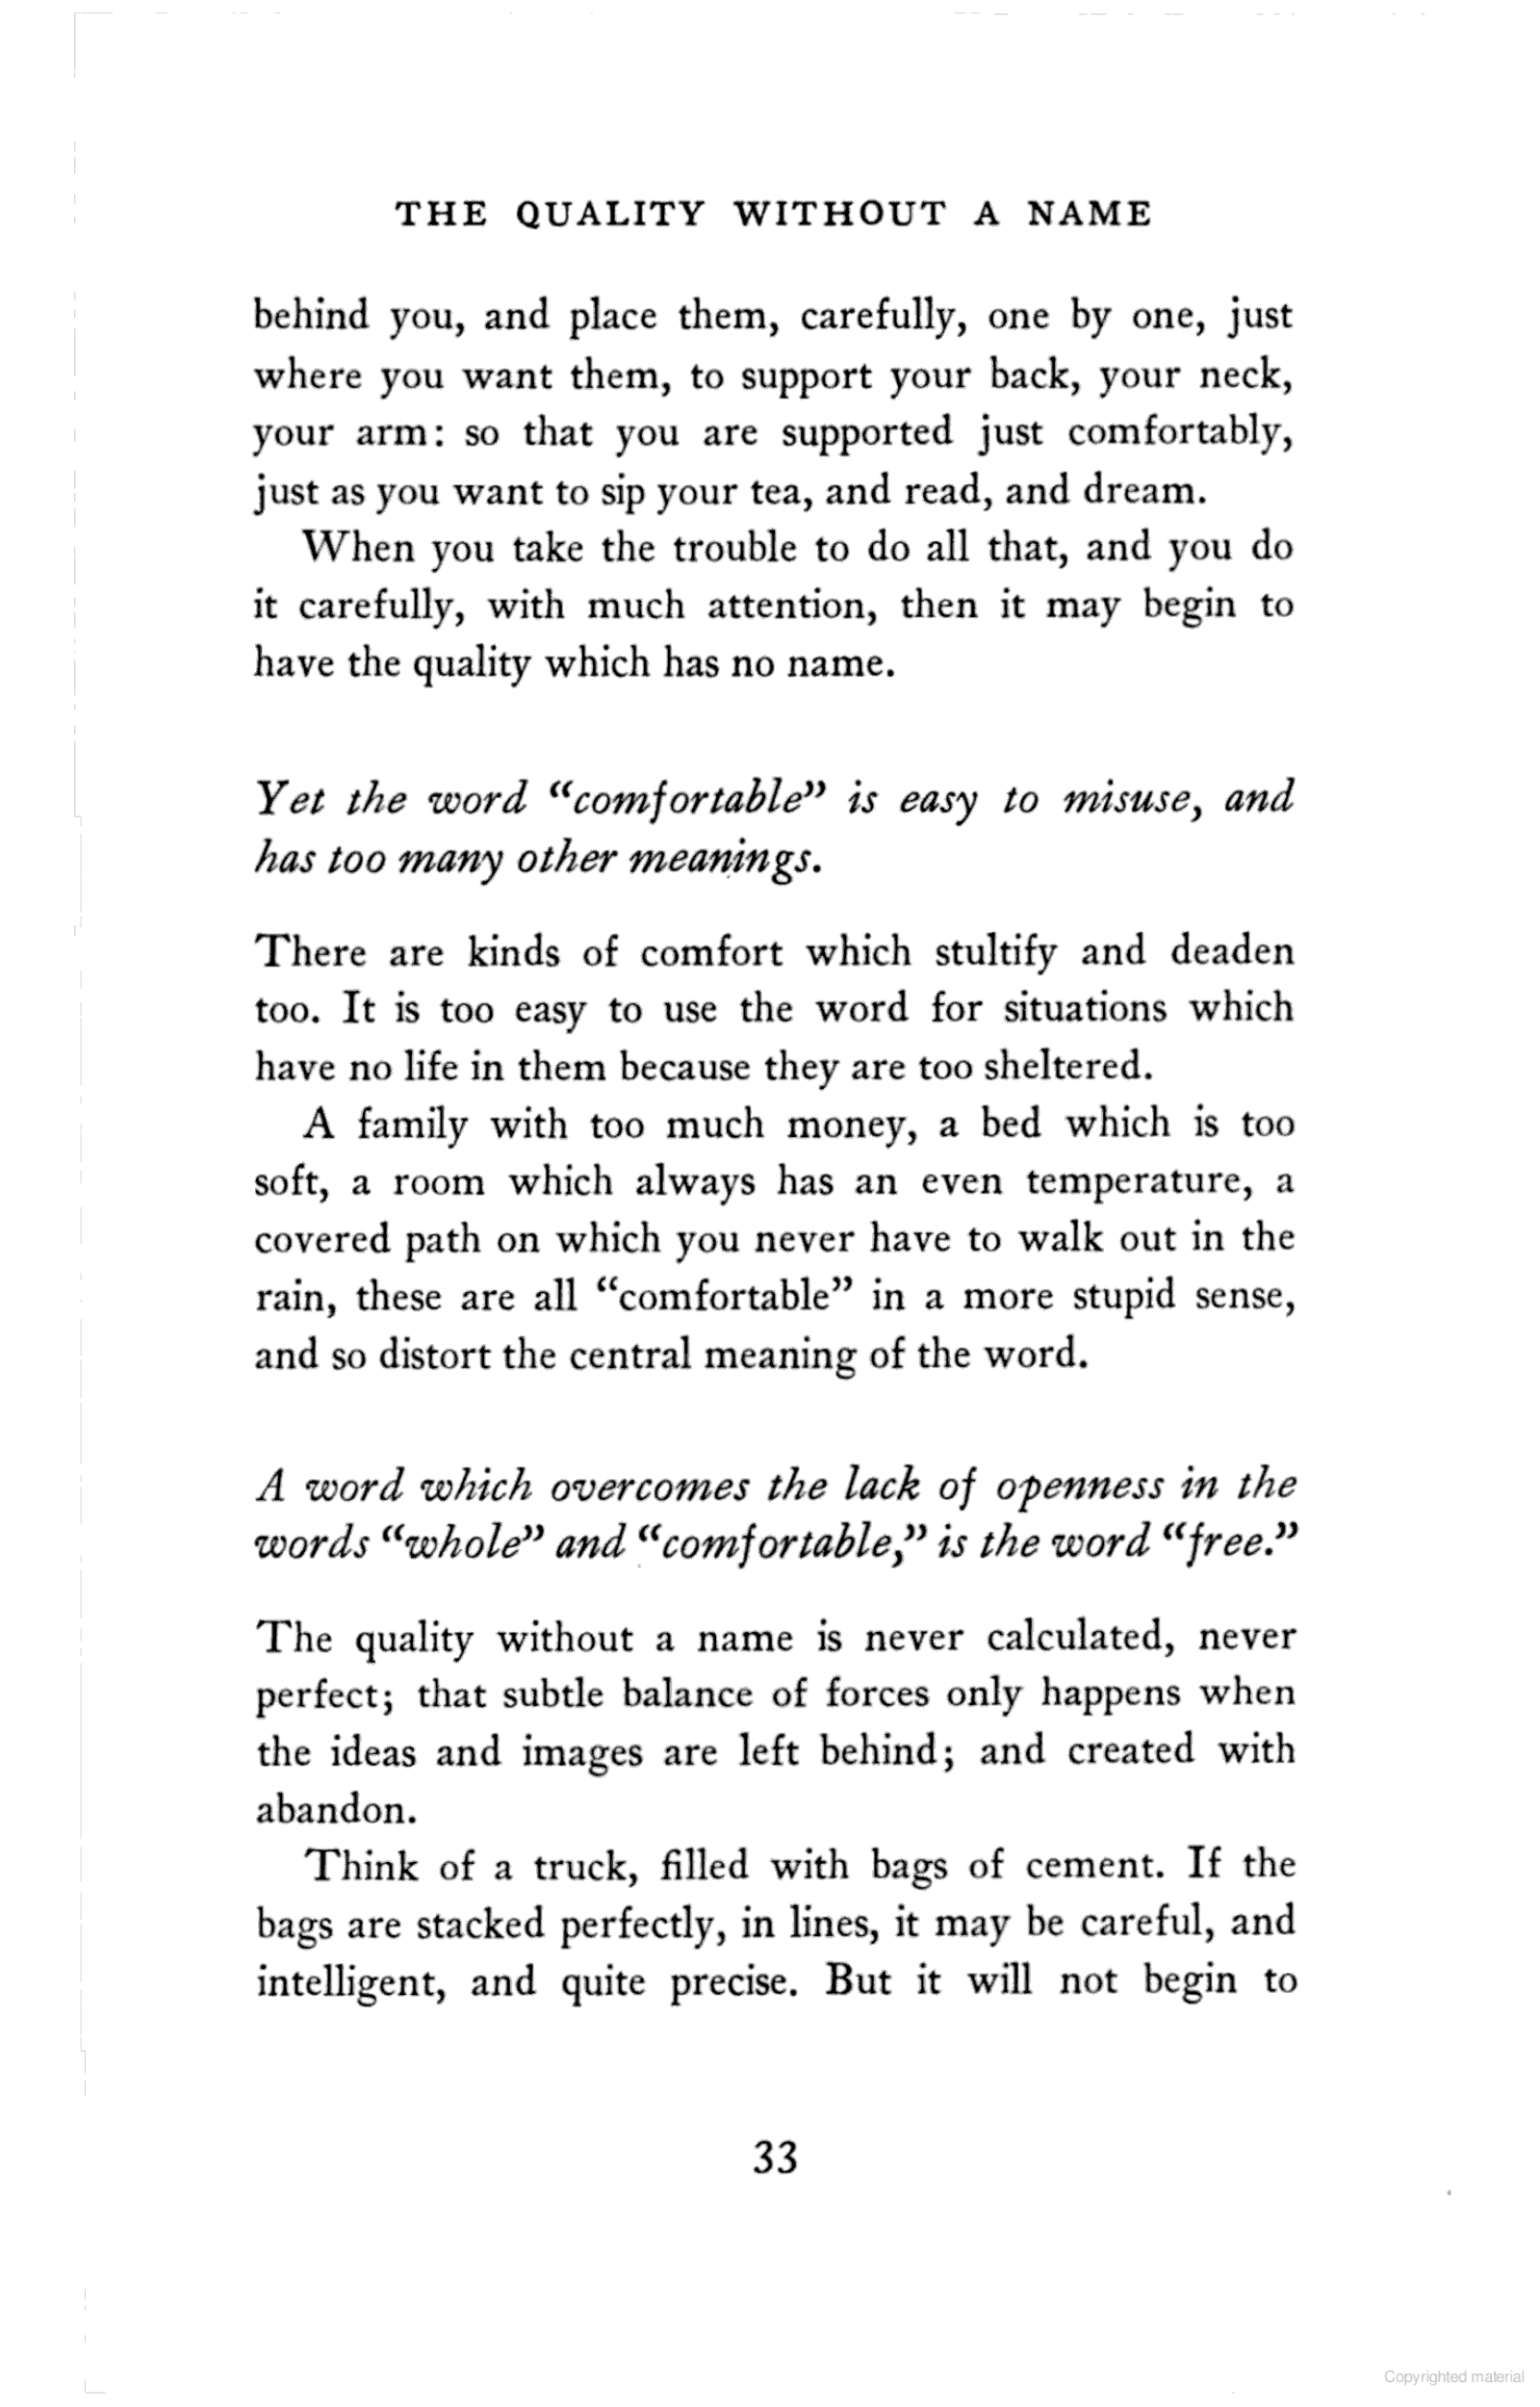 THE QUALITY WITHOUT A NAME
behind you, and place them, carefully, one by one, just
where you want them, to support your back, your neck,
your arm: so that you are supported just comfortably,
just as you want to sip your tea, and read, and dream.
When you take the trouble to do all that, and you do
it carefully, with much attention, then it may begin to
have the quality which has no name.
Yet the word “comfortable” is easy to misuse, and
has too many other meanings.
There are kinds of comfort which stultify and deaden
too. It is too easy to use the word for situations which
have no life in them because they are too sheltered.
A family with too much money, a bed which is too
soft, a room which always has an even temperature, a
covered path on which you never have to walk out in the
rain, these are all “comfortable” in a more stupid sense,
and so distort the central meaning of the word.
A word which overcomes the lack of openness in the
words “whole” and “comfortable,” is the word “free.”
The quality without a name is never calculated, never
perfect; that subtle balance of forces only happens when
the ideas and images are left behind; and created with
abandon.
Think of a truck, filled with bags of cement. If the
bags are stacked perfectly, in lines, it may be careful, and
intelligent, and quite precise. But it will not begin to
33
Copyrighted material